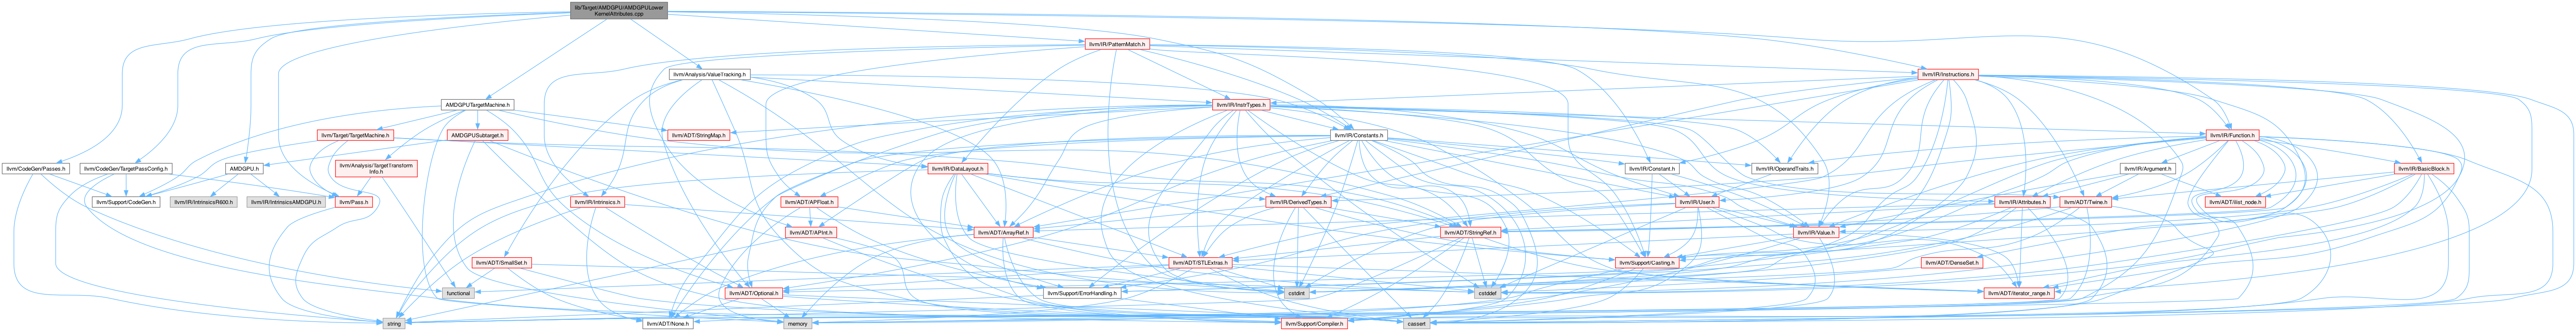 lib/Target/AMDGPU/AMDGPULower
KernelAttributes.cpp
llvm/IR/PatternMatch.h
llvm/Analysis/ValueTracking.h
llvm/IR/Instructions.h
AMDGPUTargetMachine.h
llvm/IR/InstrTypes.h
llvm/Target/TargetMachine.h
AMDGPUSubtarget.h
llvm/ADT/StringMap.h
llvm/IR/Constants.h
llvm/IR/Function.h
llvm/CodeGen/Passes.h
llvm/CodeGen/TargetPassConfig.h
AMDGPU.h
llvm/Analysis/TargetTransform
Info.h
llvm/IR/DataLayout.h
llvm/IR/Constant.h
llvm/IR/OperandTraits.h
llvm/IR/Argument.h
llvm/IR/BasicBlock.h
llvm/Support/CodeGen.h
llvm/IR/IntrinsicsR600.h
llvm/IR/IntrinsicsAMDGPU.h
llvm/Pass.h
llvm/IR/Intrinsics.h
llvm/ADT/APFloat.h
llvm/IR/DerivedTypes.h
llvm/IR/User.h
llvm/IR/Attributes.h
llvm/ADT/Twine.h
llvm/ADT/ilist_node.h
llvm/ADT/APInt.h
llvm/ADT/ArrayRef.h
llvm/ADT/StringRef.h
llvm/IR/Value.h
llvm/ADT/SmallSet.h
llvm/ADT/STLExtras.h
llvm/Support/Casting.h
llvm/ADT/DenseSet.h
functional
llvm/ADT/Optional.h
llvm/Support/ErrorHandling.h
cstdint
cstddef
llvm/ADT/iterator_range.h
string
llvm/ADT/None.h
memory
llvm/Support/Compiler.h
cassert